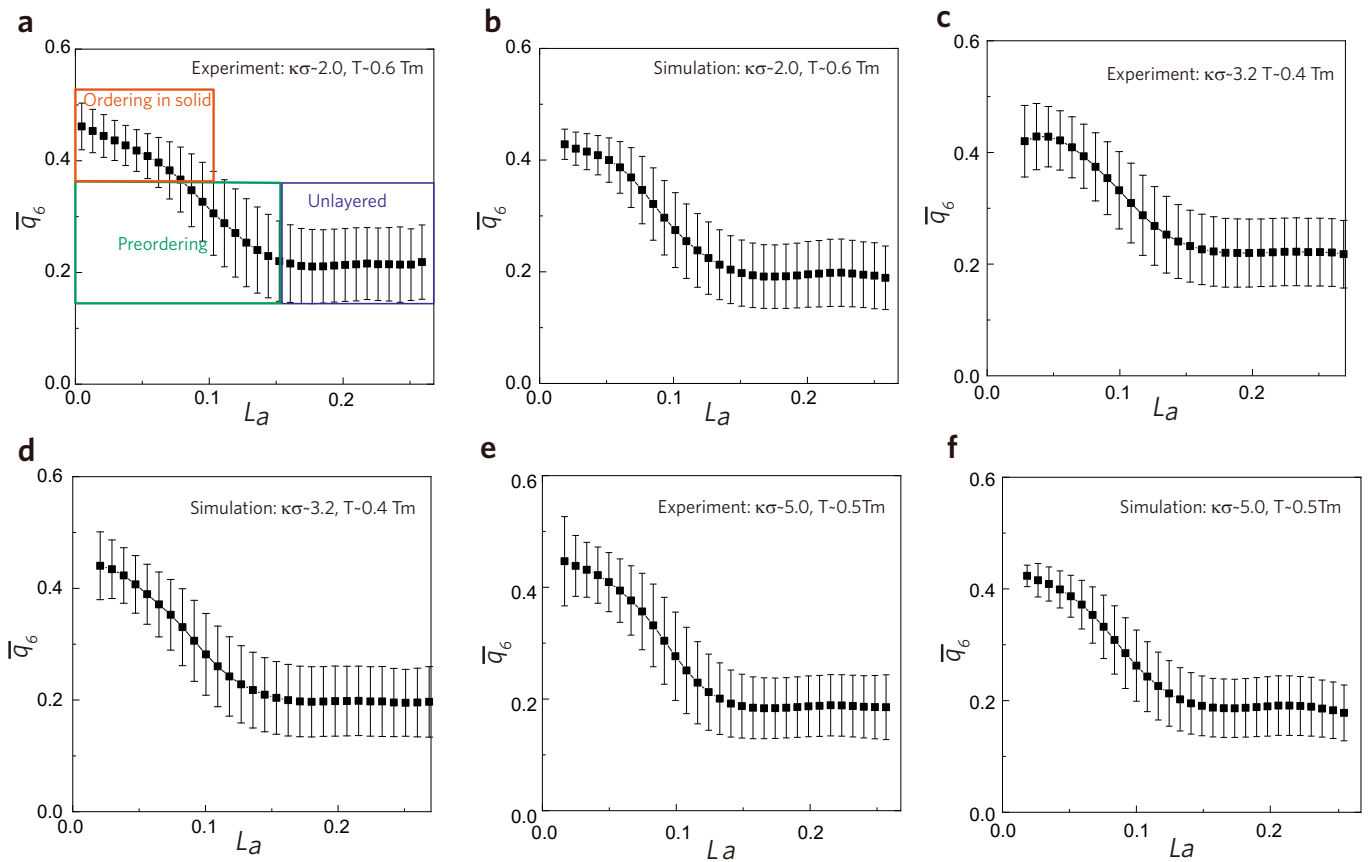 a
Experiment: κσ~2.0, T~0.6 Tm
Ordering in solid
Preordering
Unlayered
0.6
0.4
0.2
0.0
q̅₆
0.0 0.1 0.2
La
b
Simulation: κσ~2.0, T~0.6 Tm
0.6
0.4
0.2
0.0
q̅₆
0.0 0.1 0.2
La
c
Experiment: κσ~3.2 T~0.4 Tm
0.6
0.4
0.2
0.0
q̅₆
0.0 0.1 0.2
La
d
Simulation: κσ~3.2, T~0.4 Tm
0.6
0.4
0.2
0.0
q̅₆
0.0 0.1 0.2
La
e
Experiment: κσ~5.0, T~0.5Tm
0.6
0.4
0.2
0.0
q̅₆
0.0 0.1 0.2
La
f
Simulation: κσ~5.0, T~0.5Tm
0.6
0.4
0.2
0.0
q̅₆
0.0 0.1 0.2
La